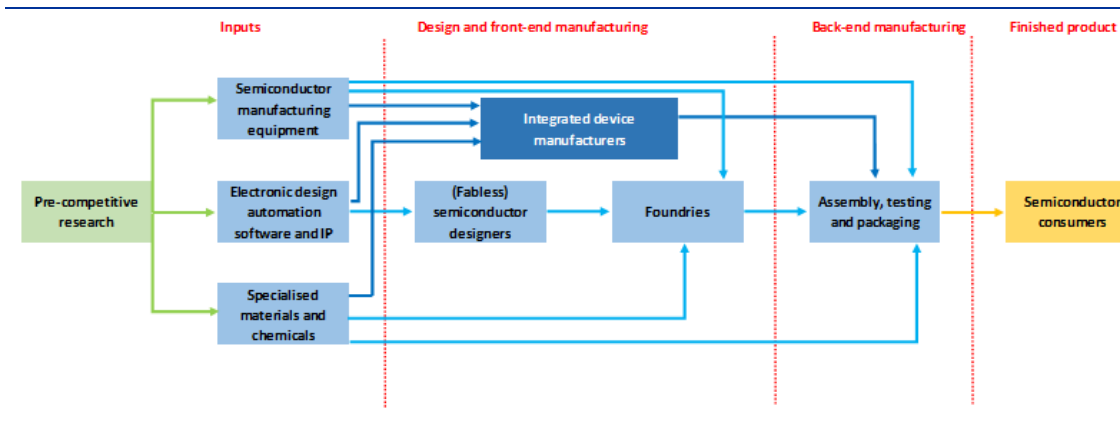 Inputs
Design and front-end manufacturing
Back-end manufacturing
Finished product
Semiconductor
manufacturing
equipment
Integrated device
manufacturers
Pre-competitive
research
Electronic design
automation
software and IP
(Fabless)
semiconductor
designers
Foundries
Assembly, testing
and packaging
Semiconductor
consumers
Specialised
materials and
chemicals